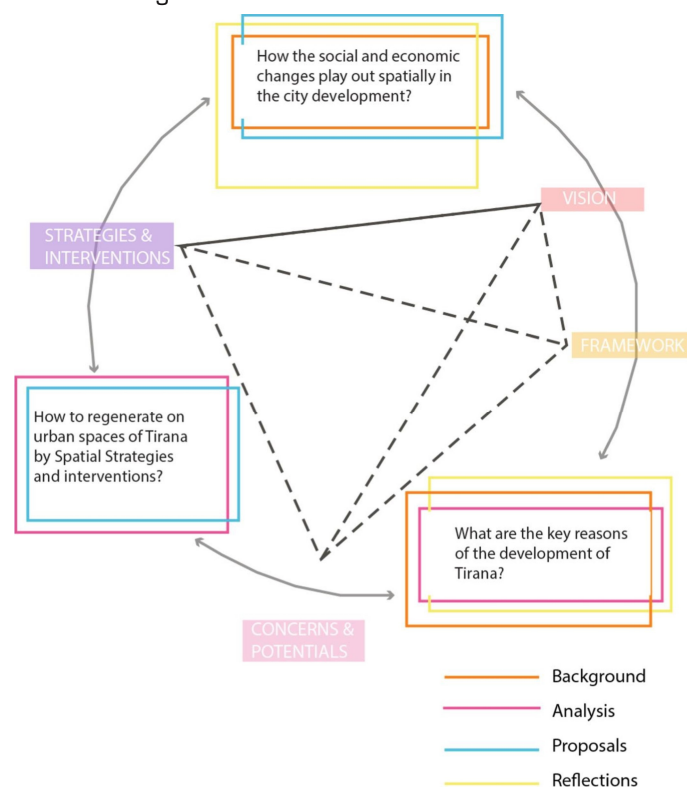 How the social and economic
changes play out spatially in
the city development?
VISION
STRATEGIES &
INTERVENTIONS
FRAMEWORK
How to regenerate on
urban spaces of Tirana
by Spatial Strategies
and interventions?
What are the key reasons
of the development of
Tirana?
CONCERNS &
POTENTIALS
Background
Analysis
Proposals
Reflections